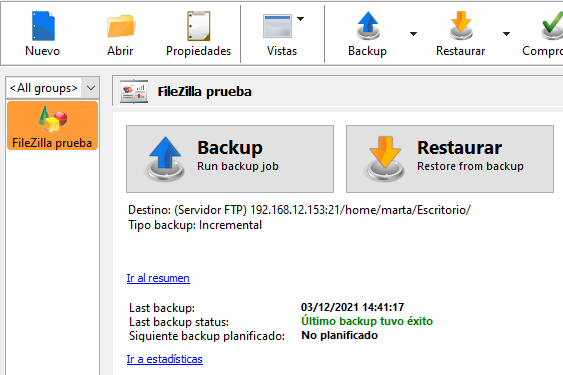 Nuevo
Abrir
Propiedades
Vistas
Backup
Restaurar
<All groups>
FileZilla prueba
FileZilla prueba
Backup
Run backup job
Restaurar
Restore from backup
Destino: (Servidor FTP) 192.168.12.153:21/home/marta/Escritorio/
Tipo backup: Incremental
Ir al resumen
Last backup: 03/12/2021 14:41:17
Last backup status: Último backup tuvo éxito
Siguiente backup planificado: No planificado
Ir a estadísticas